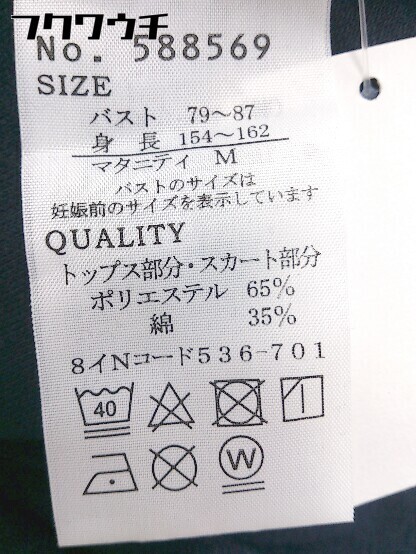 フクワウチ
No. 588569
SIZE
バスト 79～87
身長 154～162
マタニティ M
バストのサイズは
妊娠前のサイズを表示しています
QUALITY
トップス部分・スカート部分
ポリエステル 65%
綿 35%
8イNコード536-701
40
W